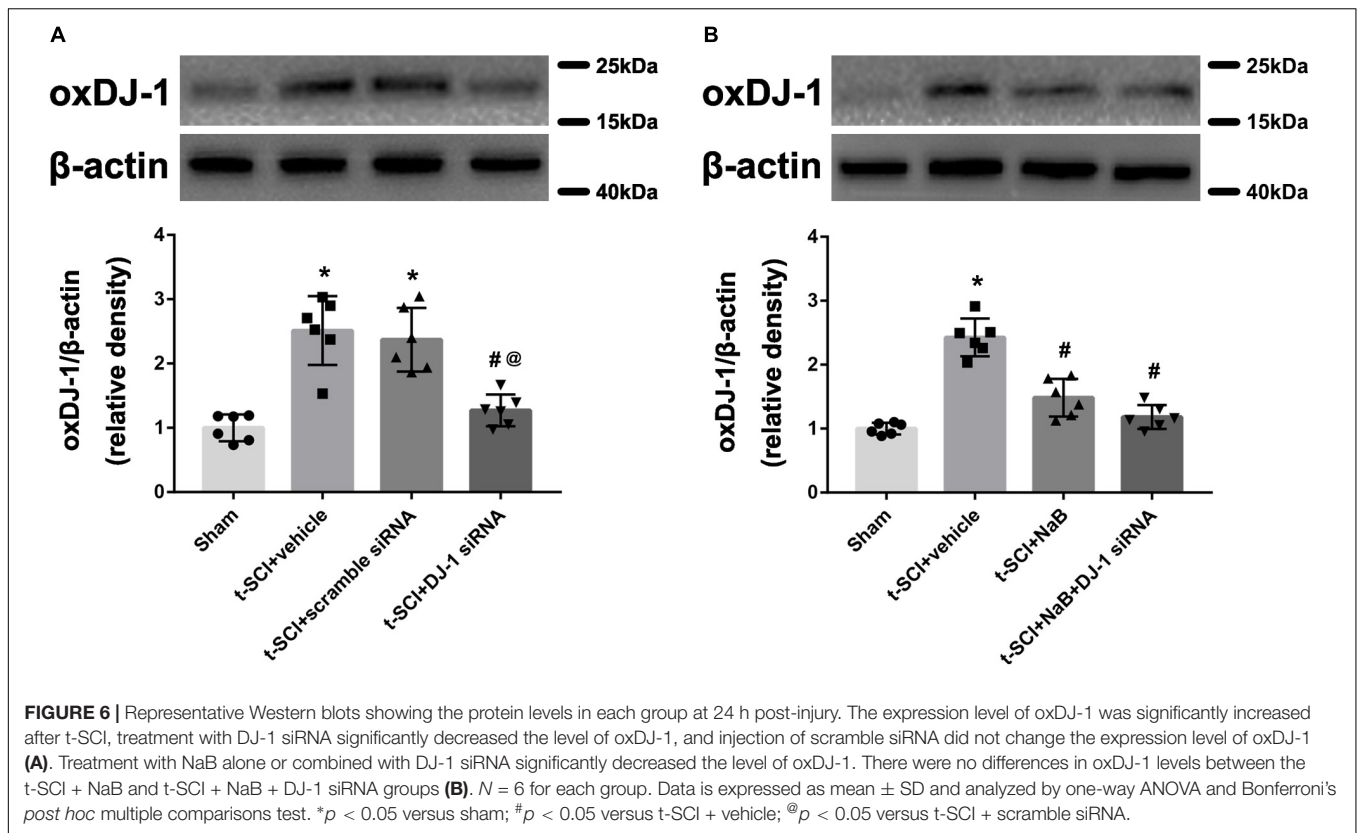 A
oxDJ-1
25kDa
15kDa
β-actin
40kDa
oxDJ-1/β-actin
(relative density)
4
3
2
1
0
*
*
# @
Sham
t-SCI+vehicle
t-SCI+scramble siRNA
t-SCI+DJ-1 siRNA
B
oxDJ-1
25kDa
15kDa
β-actin
40kDa
oxDJ-1/β-actin
(relative density)
4
3
2
1
0
*
#
#
Sham
t-SCI+vehicle
t-SCI+NaB
t-SCI+NaB+DJ-1 siRNA
FIGURE 6 | Representative Western blots showing the protein levels in each group at 24 h post-injury. The expression level of oxDJ-1 was significantly increased
after t-SCI, treatment with DJ-1 siRNA significantly decreased the level of oxDJ-1, and injection of scramble siRNA did not change the expression level of oxDJ-1
(A). Treatment with NaB alone or combined with DJ-1 siRNA significantly decreased the level of oxDJ-1. There were no differences in oxDJ-1 levels between the
t-SCI + NaB and t-SCI + NaB + DJ-1 siRNA groups (B). N = 6 for each group. Data is expressed as mean ± SD and analyzed by one-way ANOVA and Bonferroni's
post hoc multiple comparisons test. *p < 0.05 versus sham; #p < 0.05 versus t-SCI + vehicle; @p < 0.05 versus t-SCI + scramble siRNA.